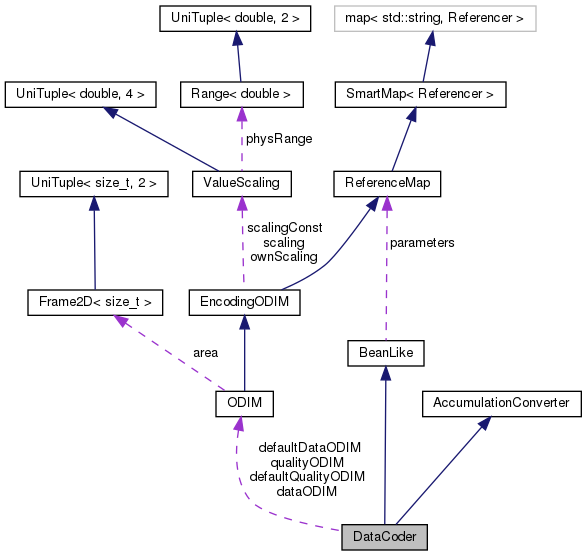 UniTuple< double, 2 >
map< std::string, Referencer >
UniTuple< double, 4 >
Range< double >
SmartMap< Referencer >
physRange
UniTuple< size_t, 2 >
ValueScaling
ReferenceMap
scalingConst
scaling
ownScaling
parameters
Frame2D< size_t >
EncodingODIM
area
BeanLike
ODIM
AccumulationConverter
defaultDataODIM
qualityODIM
defaultQualityODIM
dataODIM
DataCoder